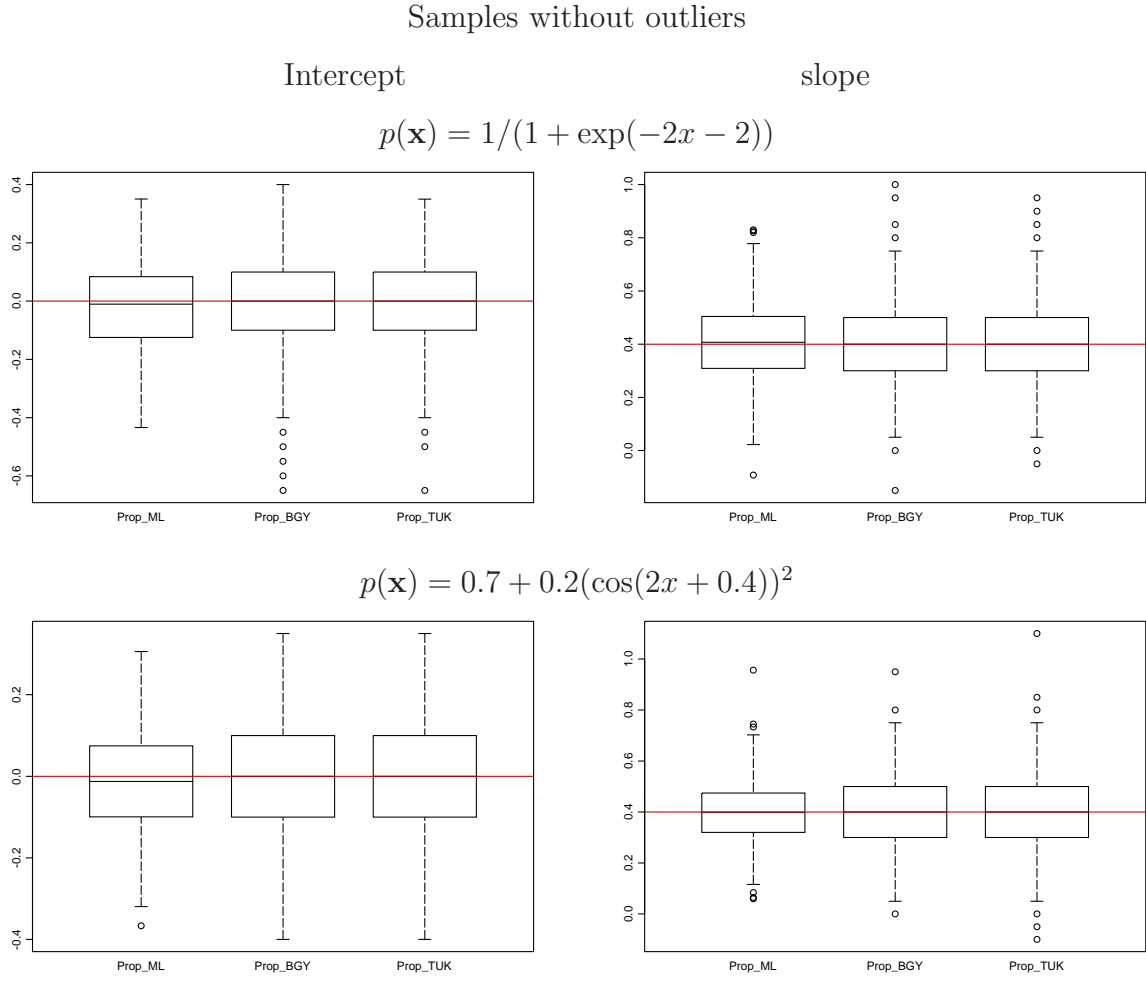 Samples without outliers
Intercept slope
p(x) = 1/(1 + exp(−2x − 2))
0.4
0.2
0.0
-0.2
-0.4
-0.6
Prop_ML Prop_BGY Prop_TUK
1.0
0.8
0.6
0.4
0.2
0.0
Prop_ML Prop_BGY Prop_TUK
p(x) = 0.7 + 0.2(cos(2x + 0.4))²
0.2
0.0
-0.2
-0.4
Prop_ML Prop_BGY Prop_TUK
1.0
0.8
0.6
0.4
0.2
0.0
Prop_ML Prop_BGY Prop_TUK